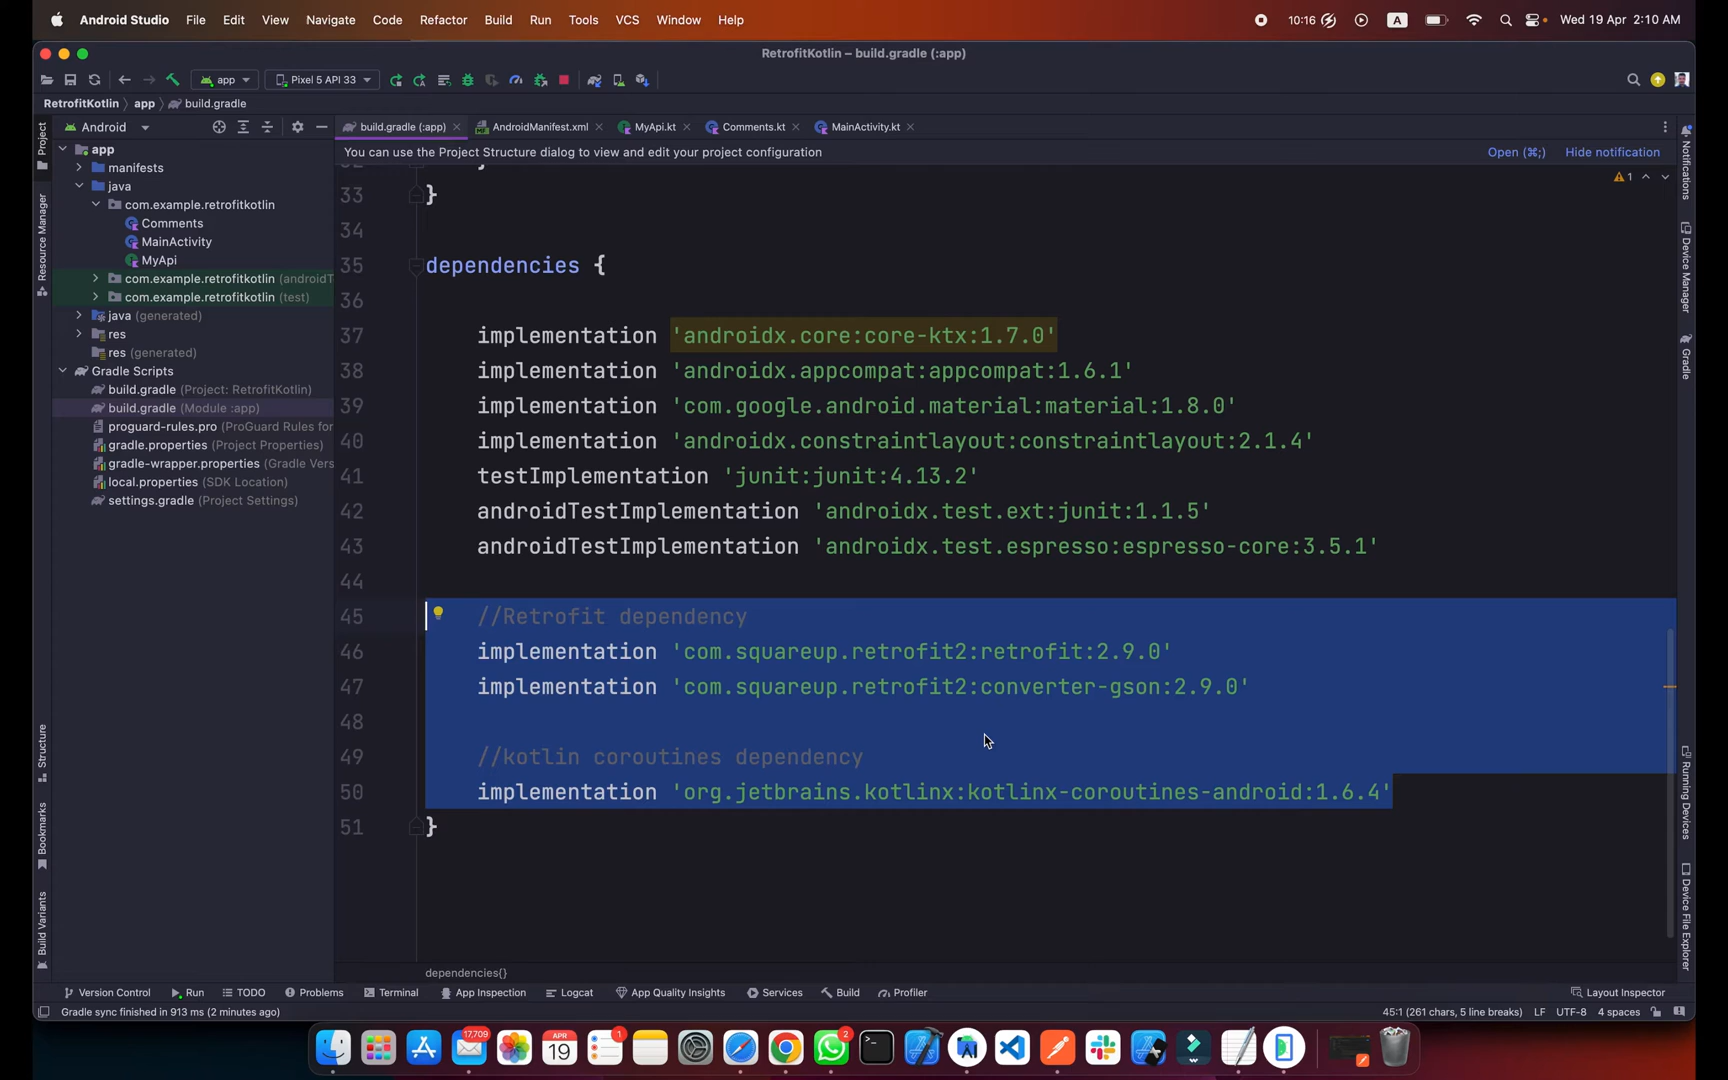 Android Studio File Edit View Navigate Code Refactor Build Run Tools VCS Window Help
10:16 A Wed 19 Apr 2:10 AM
RetrofitKotlin – build.gradle (:app)
app Pixel 5 API 33
RetrofitKotlin app build.gradle
Android
build.gradle (:app) AndroidManifest.xml MyApi.kt Comments.kt MainActivity.kt
You can use the Project Structure dialog to view and edit your project configuration Open (⌘;) Hide notification
Project
Resource Manager
Structure
Bookmarks
Build Variants
app
manifests
java
com.example.retrofitkotlin
Comments
MainActivity
MyApi
com.example.retrofitkotlin (androidT
com.example.retrofitkotlin (test)
java (generated)
res
res (generated)
Gradle Scripts
build.gradle (Project: RetrofitKotlin)
build.gradle (Module :app)
proguard-rules.pro (ProGuard Rules for
gradle.properties (Project Properties)
gradle-wrapper.properties (Gradle Vers
local.properties (SDK Location)
settings.gradle (Project Settings)
1
33 }
34
35 dependencies {
36
37 implementation 'androidx.core:core-ktx:1.7.0'
38 implementation 'androidx.appcompat:appcompat:1.6.1'
39 implementation 'com.google.android.material:material:1.8.0'
40 implementation 'androidx.constraintlayout:constraintlayout:2.1.4'
41 testImplementation 'junit:junit:4.13.2'
42 androidTestImplementation 'androidx.test.ext:junit:1.1.5'
43 androidTestImplementation 'androidx.test.espresso:espresso-core:3.5.1'
44
45 //Retrofit dependency
46 implementation 'com.squareup.retrofit2:retrofit:2.9.0'
47 implementation 'com.squareup.retrofit2:converter-gson:2.9.0'
48
49 //kotlin coroutines dependency
50 implementation 'org.jetbrains.kotlinx:kotlinx-coroutines-android:1.6.4'
51 }
dependencies{}
Notifications
Device Manager
Gradle
Running Devices
Device File Explorer
Version Control Run TODO Problems Terminal App Inspection Logcat App Quality Insights Services Build Profiler Layout Inspector
Gradle sync finished in 913 ms (2 minutes ago) 45:1 (261 chars, 5 line breaks) LF UTF-8 4 spaces
17,709 APR 19 1 2